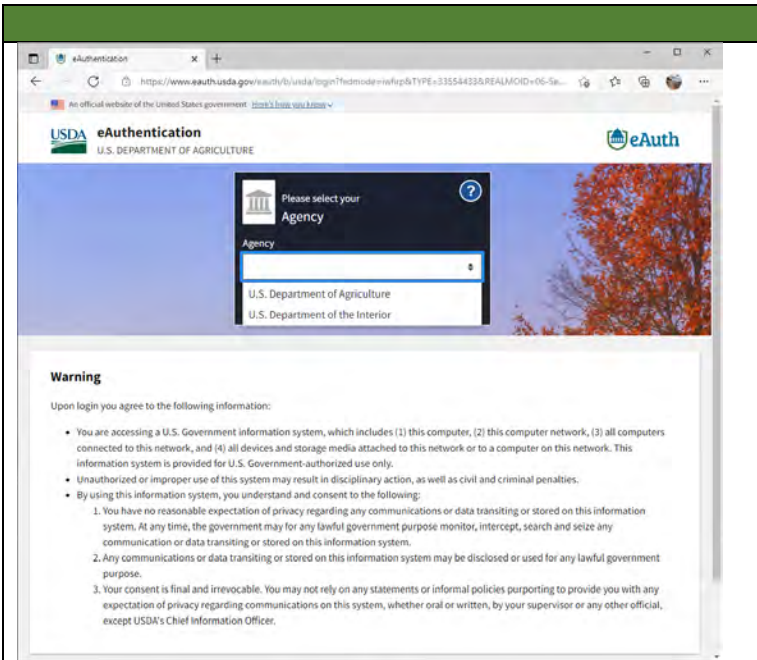 eAuthentication
https://www.eauth.usda.gov/eauth/b/usda/login?fedmode=iwfirp&TYPE=33554433&REALMOID=06-Se...
An official website of the United States government Here's how you know
USDA eAuthentication
U.S. DEPARTMENT OF AGRICULTURE
eAuth
Please select your
?
Agency
Agency
U.S. Department of Agriculture
U.S. Department of the Interior
Warning
Upon login you agree to the following information:
• You are accessing a U.S. Government information system, which includes (1) this computer, (2) this computer network, (3) all computers
connected to this network, and (4) all devices and storage media attached to this network or to a computer on this network. This
information system is provided for U.S. Government-authorized use only.
• Unauthorized or improper use of this system may result in disciplinary action, as well as civil and criminal penalties.
• By using this information system, you understand and consent to the following:
1. You have no reasonable expectation of privacy regarding any communications or data transiting or stored on this information
system. At any time, the government may for any lawful government purpose monitor, intercept, search and seize any
communication or data transiting or stored on this information system.
2. Any communications or data transiting or stored on this information system may be disclosed or used for any lawful government
purpose.
3. Your consent is final and irrevocable. You may not rely on any statements or informal policies purporting to provide you with any
expectation of privacy regarding communications on this system, whether oral or written, by your supervisor or any other official,
except USDA's Chief Information Officer.